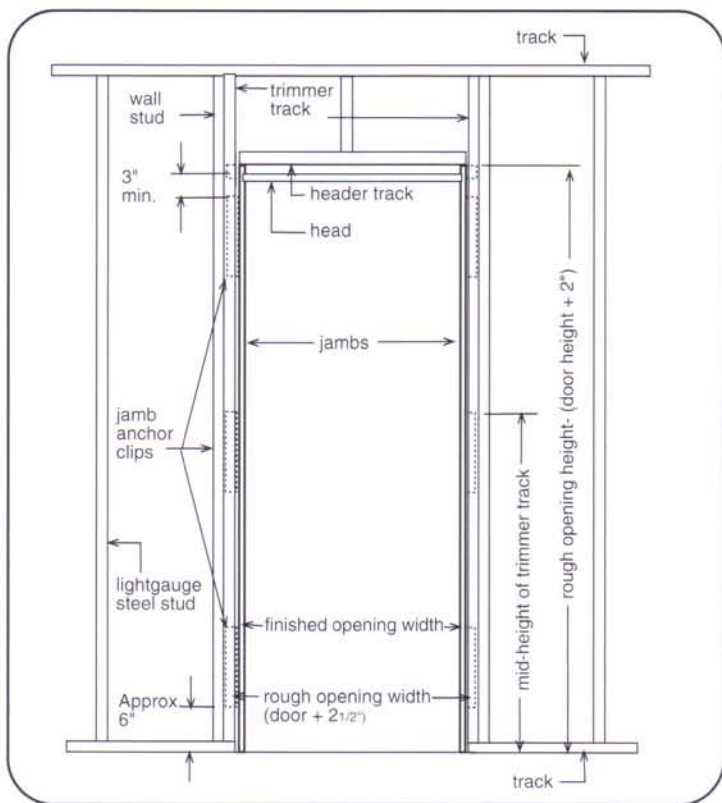 track
wall
stud
trimmer
track
3"
min.
header track
head
jambs
jamb
anchor
clips
lightgauge
steel stud
finished opening width
Approx
6"
rough opening width
(door + 2 1/2")
mid-height of trimmer track
rough opening height- (door height + 2")
track